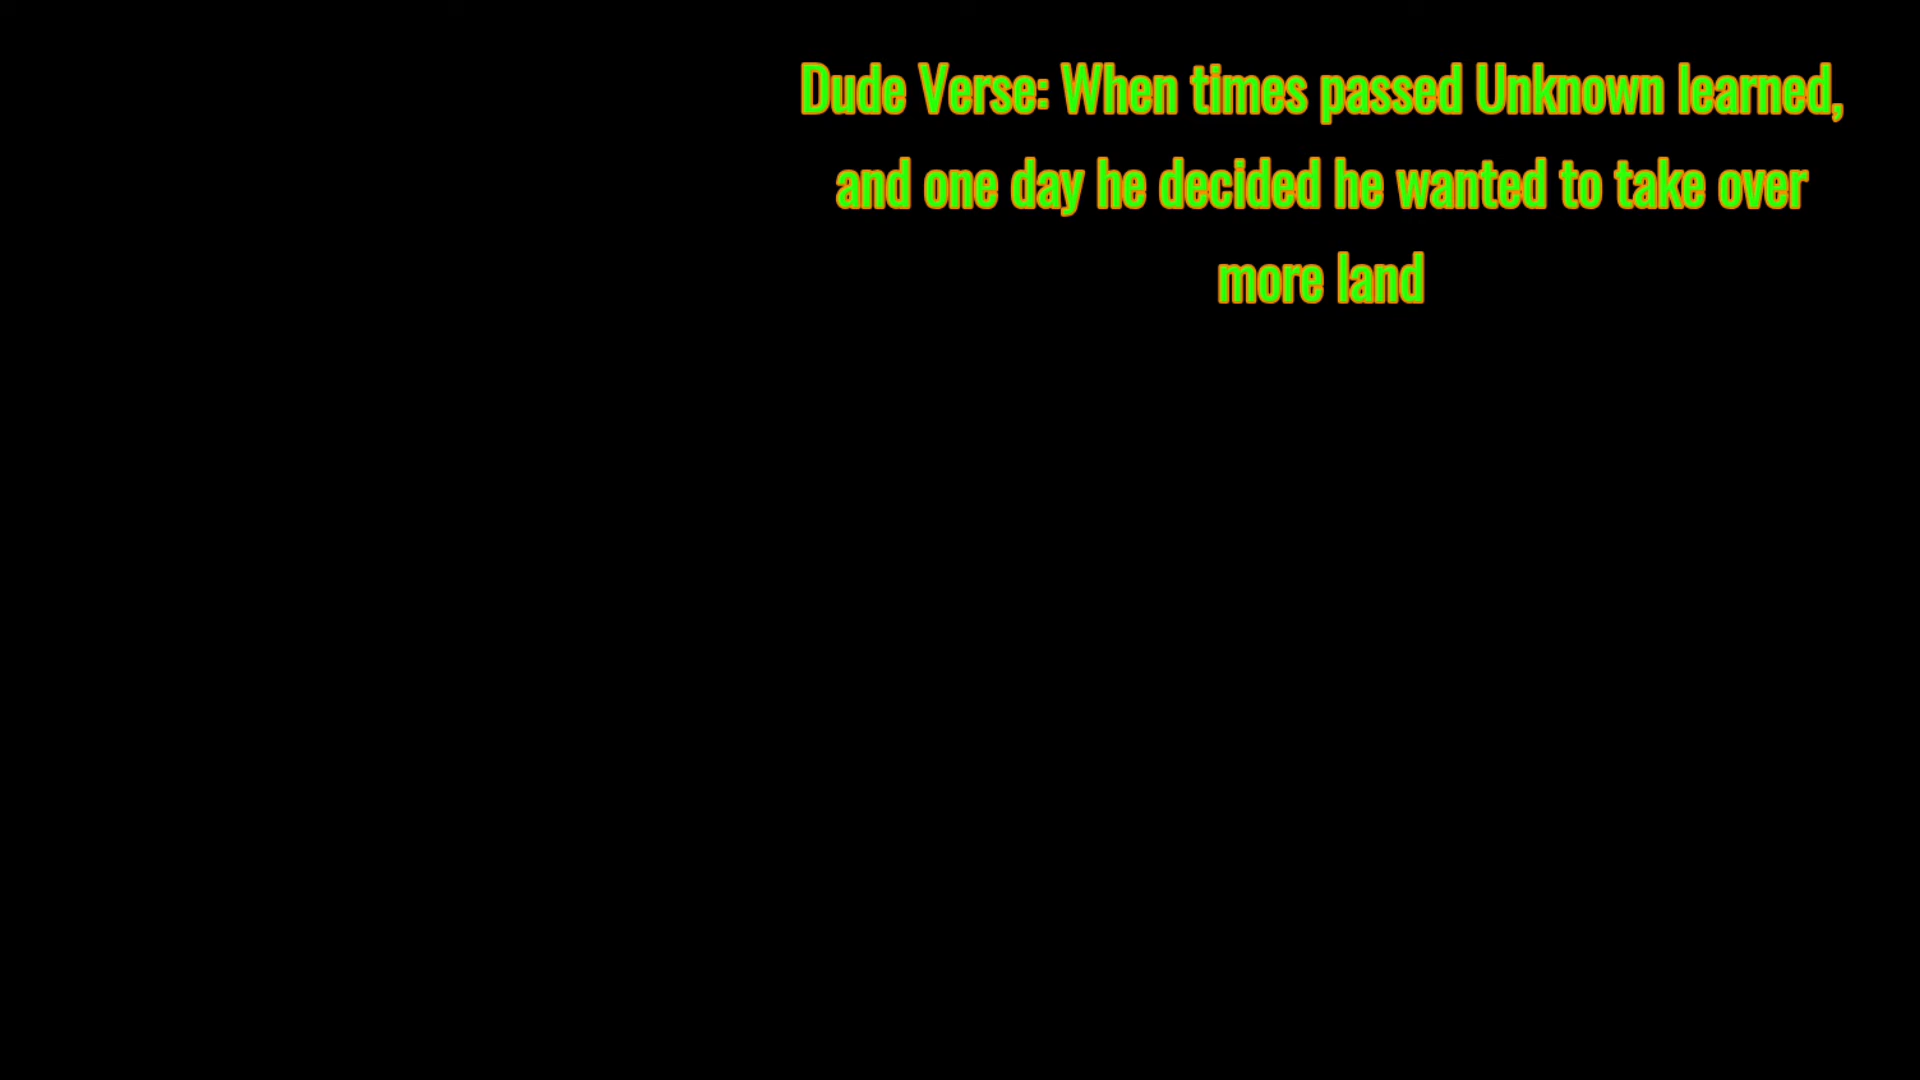 Dude Verse: When times passed Unknown learned,
and one day he decided he wanted to take over
more land